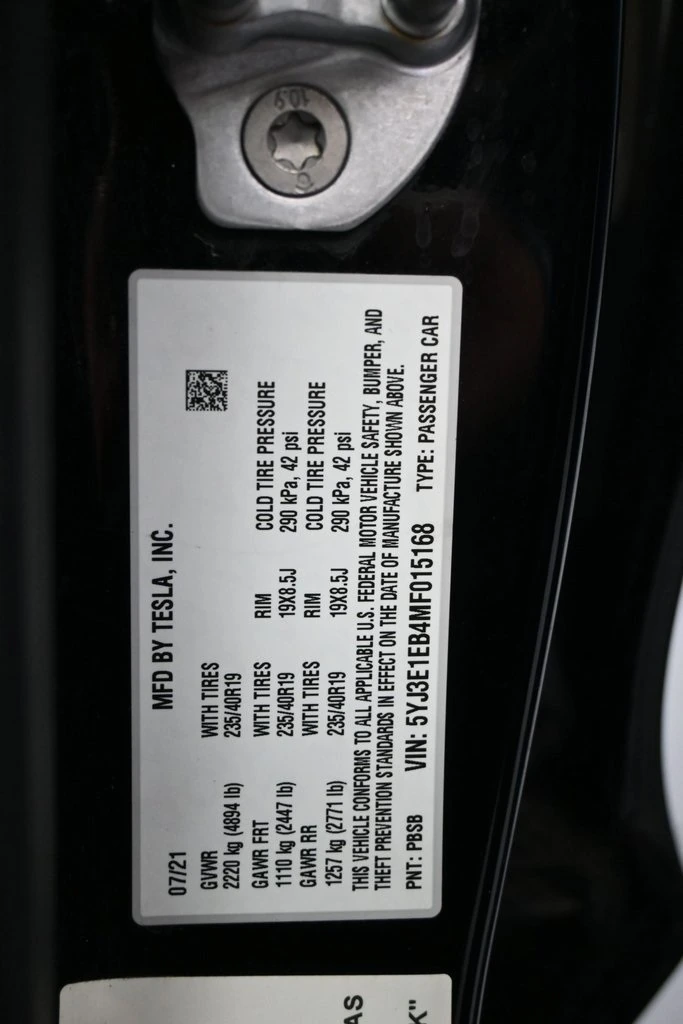 10.9
07/21 MFD BY TESLA, INC.
GVWR WITH TIRES
2220 kg (4894 lb) 235/40R19
GAWR FRT WITH TIRES RIM COLD TIRE PRESSURE
1110 kg (2447 lb) 235/40R19 19X8.5J 290 kPa, 42 psi
GAWR RR WITH TIRES RIM COLD TIRE PRESSURE
1257 kg (2771 lb) 235/40R19 19X8.5J 290 kPa, 42 psi
THIS VEHICLE CONFORMS TO ALL APPLICABLE U.S. FEDERAL MOTOR VEHICLE SAFETY, BUMPER, AND
THEFT PREVENTION STANDARDS IN EFFECT ON THE DATE OF MANUFACTURE SHOWN ABOVE.
PNT: PBSB VIN: 5YJ3E1EB4MF015168 TYPE: PASSENGER CAR
AS
K"